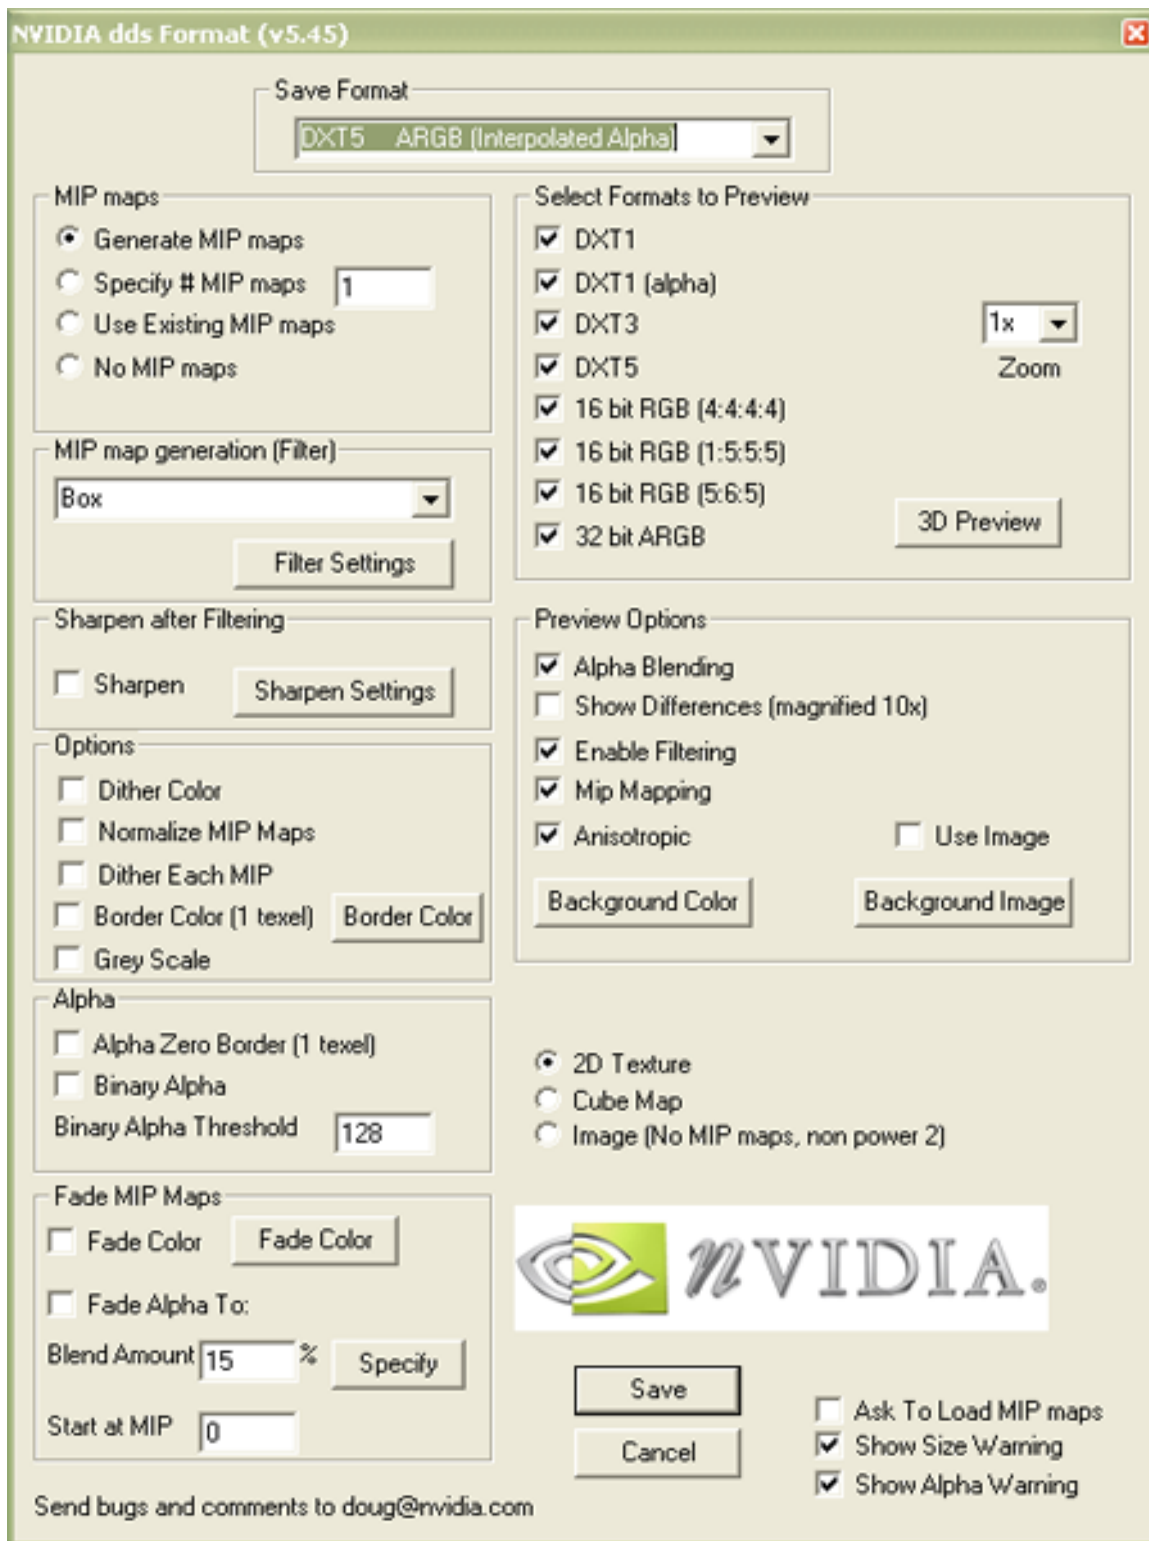 NVIDIA dds Format (v5.45)
Save Format
DXT5 ARGB (Interpolated Alpha)
MIP maps
Generate MIP maps
Specify # MIP maps 1
Use Existing MIP maps
No MIP maps
MIP map generation (Filter)
Box
Filter Settings
Sharpen after Filtering
Sharpen Sharpen Settings
Options
Dither Color
Normalize MIP Maps
Dither Each MIP
Border Color (1 texel) Border Color
Grey Scale
Alpha
Alpha Zero Border (1 texel)
Binary Alpha
Binary Alpha Threshold 128
Fade MIP Maps
Fade Color Fade Color
Fade Alpha To:
Blend Amount 15 % Specify
Start at MIP 0
Send bugs and comments to doug@nvidia.com
Select Formats to Preview
DXT1
DXT1 (alpha)
DXT3 1x
DXT5 Zoom
16 bit RGB (4:4:4:4)
16 bit RGB (1:5:5:5)
16 bit RGB (5:6:5)
32 bit ARGB 3D Preview
Preview Options
Alpha Blending
Show Differences (magnified 10x)
Enable Filtering
Mip Mapping
Anisotropic Use Image
Background Color Background Image
2D Texture
Cube Map
Image (No MIP maps, non power 2)
nVIDIA®
Save
Cancel
Ask To Load MIP maps
Show Size Warning
Show Alpha Warning